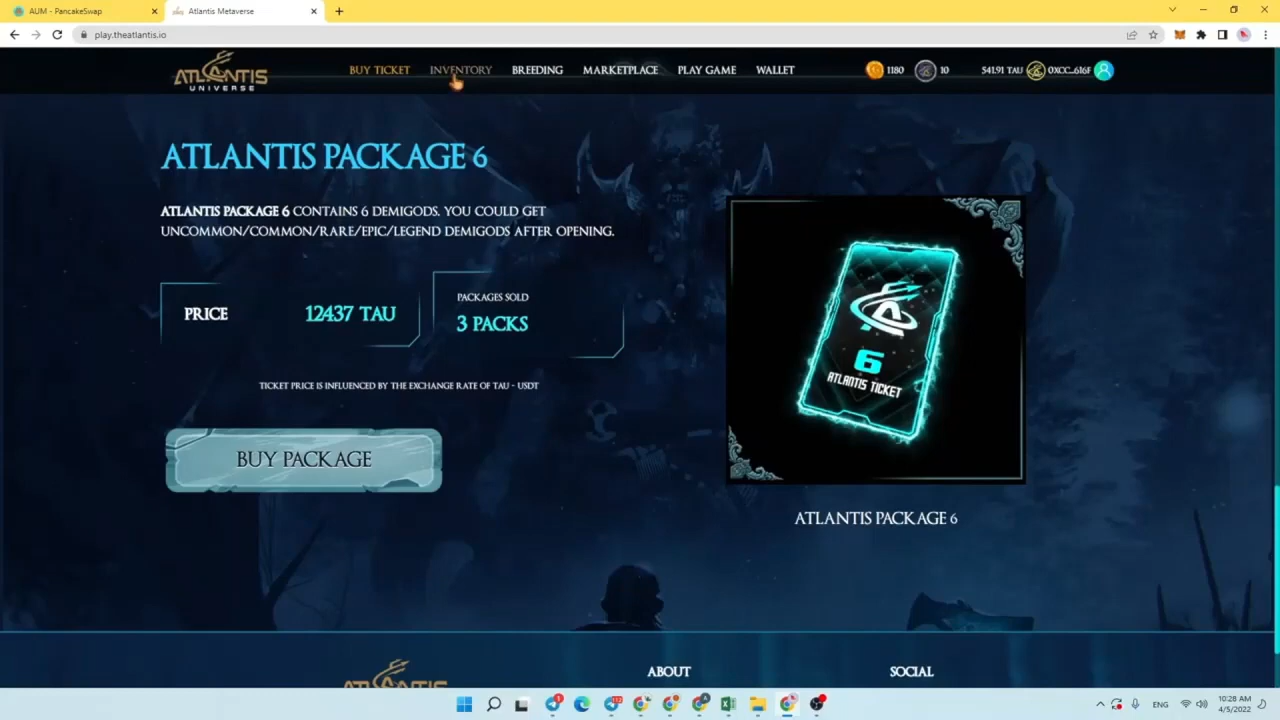 AUM - PancakeSwap
Atlantis Metaverse
play.theatlantis.io
ATLANTIS
UNIVERSE
BUY TICKET
INVENTORY
BREEDING
MARKETPLACE
PLAY GAME
WALLET
1180
10
541.91 TAU
0XCC...616F
ATLANTIS PACKAGE 6
ATLANTIS PACKAGE 6 CONTAINS 6 DEMIGODS. YOU COULD GET
UNCOMMON/COMMON/RARE/EPIC/LEGEND DEMIGODS AFTER OPENING.
PRICE
12437 TAU
PACKAGES SOLD
3 PACKS
TICKET PRICE IS INFLUENCED BY THE EXCHANGE RATE OF TAU - USDT
BUY PACKAGE
6
ATLANTIS TICKET
ATLANTIS PACKAGE 6
ATLANTIS
ABOUT
SOCIAL
ENG
10:28 AM
4/5/2022